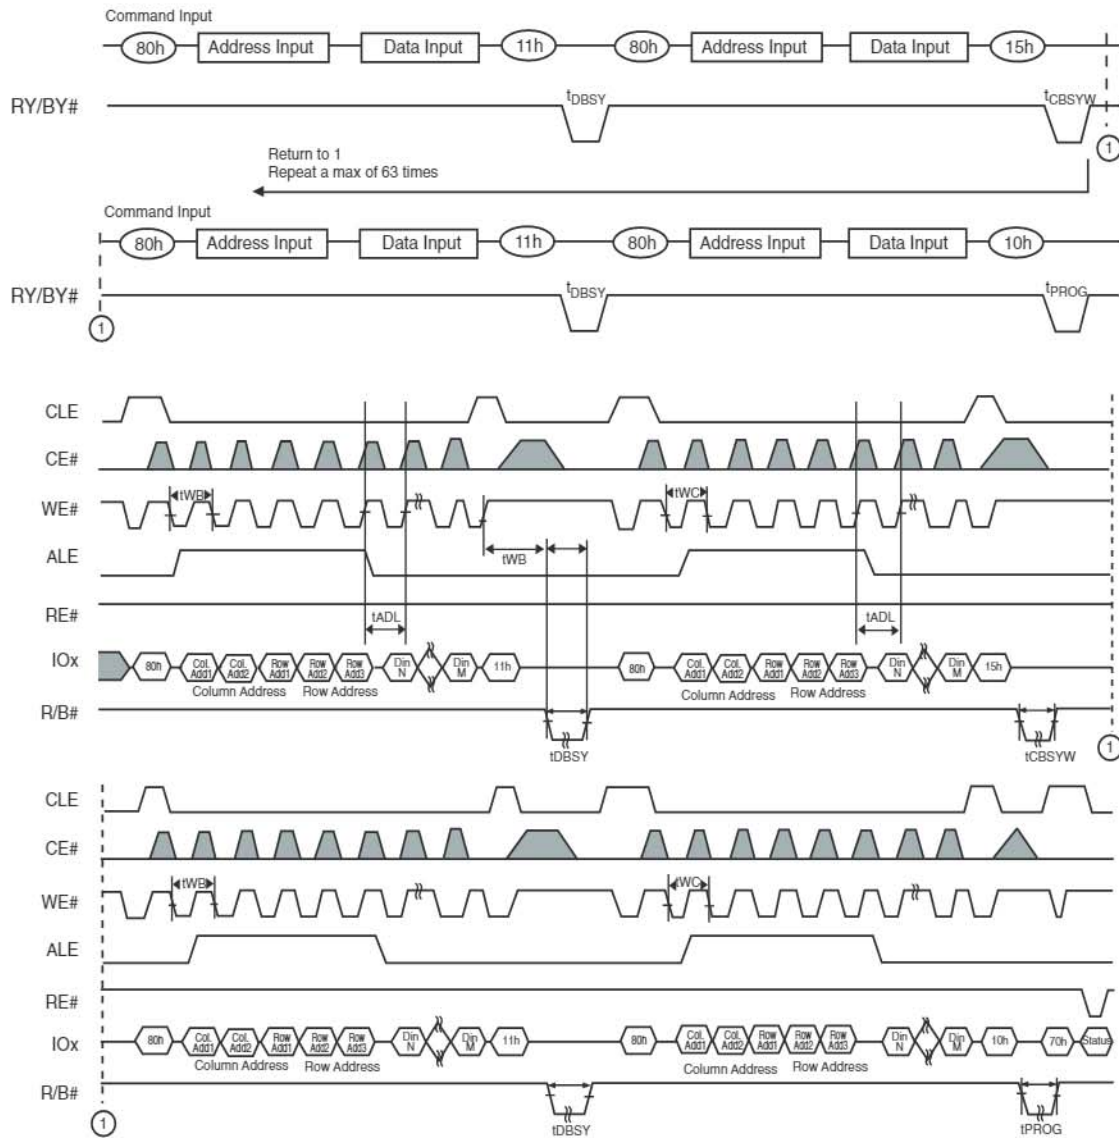 Command Input
80h Address Input Data Input 11h 80h Address Input Data Input 15h
RY/BY# tDBSY tCBSYW
1
Return to 1
Repeat a max of 63 times
Command Input
80h Address Input Data Input 11h 80h Address Input Data Input 10h
RY/BY# tDBSY tPROG
1
CLE
CE#
WE# tWB tWC
ALE tWB
RE# tADL tADL
IOx 80h Col. Add1 Col. Add2 Row Add1 Row Add2 Row Add3 Din N Din M 11h 80h Col. Add1 Col. Add2 Row Add1 Row Add2 Row Add3 Din N Din M 15h
Column Address Row Address Column Address Row Address
R/B#
tDBSY tCBSYW 1
CLE
CE#
WE# tWB tWC
ALE
RE#
IOx 80h Col. Add1 Col. Add2 Row Add1 Row Add2 Row Add3 Din N Din M 11h 80h Col. Add1 Col. Add2 Row Add1 Row Add2 Row Add3 Din N Din M 10h 70h Status
Column Address Row Address Column Address Row Address
R/B#
1 tDBSY tPROG